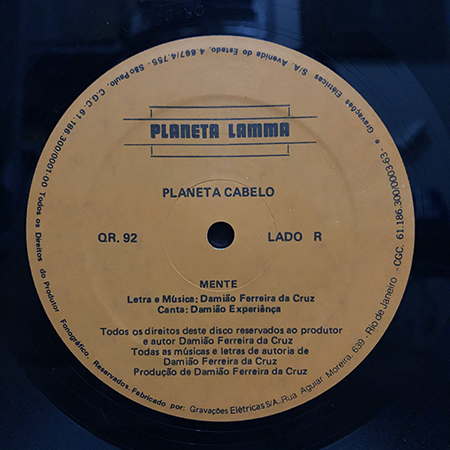 PLANETA LAMMA
PLANETA CABELO
QR. 92
LADO R
MENTE
Letra e Música: Damião Ferreira da Cruz
Canta: Damião Experiênça
Todos os direitos deste disco reservados ao produtor
e autor Damião Ferreira da Cruz
Todas as músicas e letras de autoria de
Damião Ferreira da Cruz
Produção de Damião Ferreira da Cruz
Todos os Direitos do Produtor Fonográfico, Reservados. Fabricado por: Gravações Elétricas S/A., Rua Aguiar Moreira, 639 - Rio de Janeiro - CGC. 61.186.300/0003-63 - e Gravações Elétricas S/A. Avenida do Estado, 4.667/4.755 - São Paulo. C.G.C. 61.186.300/0001-00